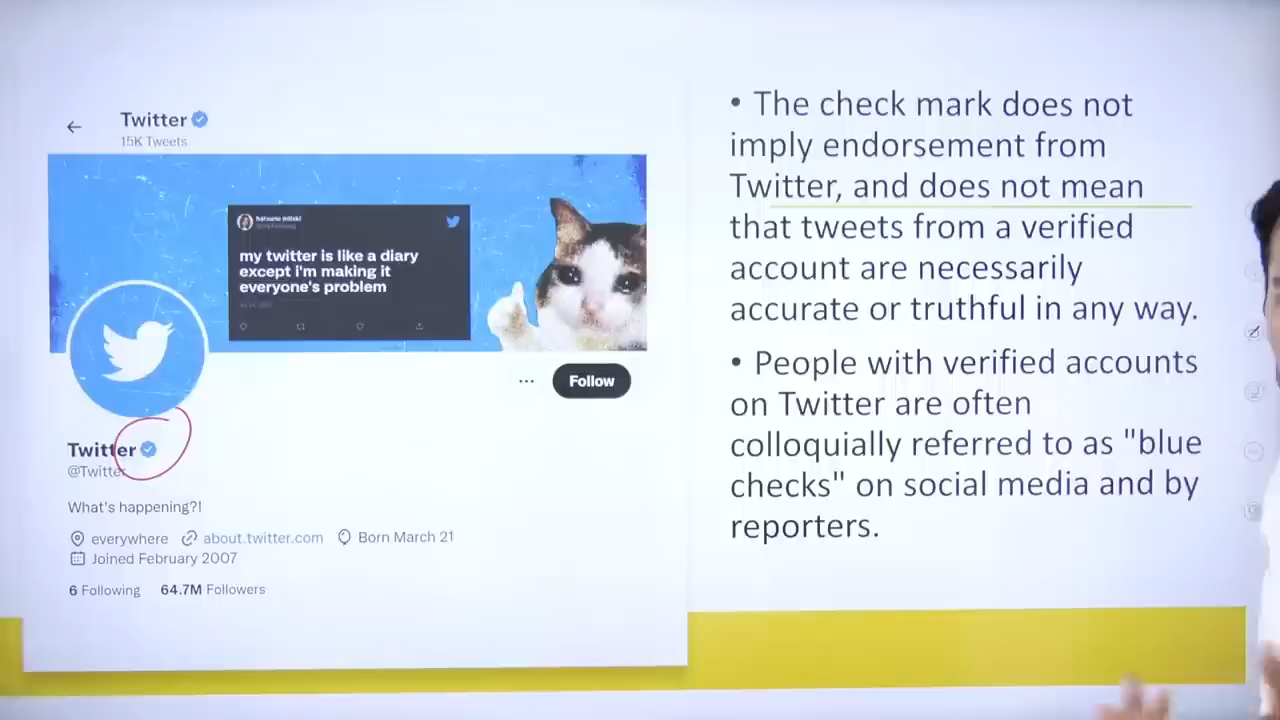 Twitter
15K Tweets
hatsune mitski
my twitter is like a diary
except i'm making it
everyone's problem
Follow
Twitter
@Twitter
What's happening?!
everywhere about.twitter.com Born March 21
Joined February 2007
6 Following 64.7M Followers
• The check mark does not
imply endorsement from
Twitter, and does not mean
that tweets from a verified
account are necessarily
accurate or truthful in any way.
• People with verified accounts
on Twitter are often
colloquially referred to as "blue
checks" on social media and by
reporters.